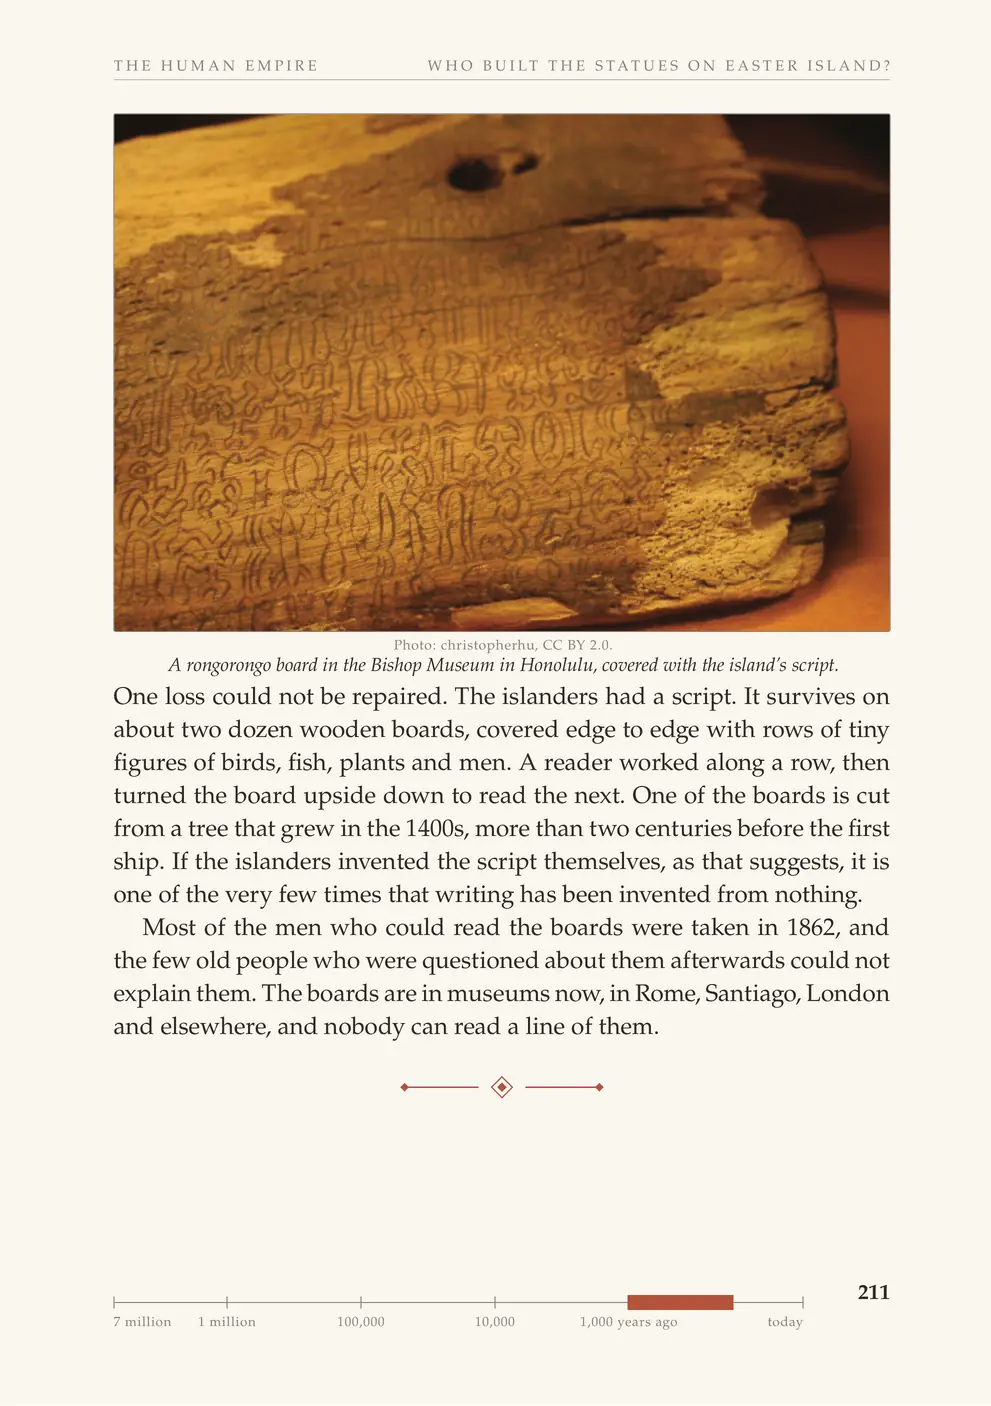 THE HUMAN EMPIRE
WHO BUILT THE STATUES ON EASTER ISLAND?
Photo: christopherhu, CC BY 2.0.
A rongorongo board in the Bishop Museum in Honolulu, covered with the island’s script.
One loss could not be repaired. The islanders had a script. It survives on
about two dozen wooden boards, covered edge to edge with rows of tiny
figures of birds, fish, plants and men. A reader worked along a row, then
turned the board upside down to read the next. One of the boards is cut
from a tree that grew in the 1400s, more than two centuries before the first
ship. If the islanders invented the script themselves, as that suggests, it is
one of the very few times that writing has been invented from nothing.
Most of the men who could read the boards were taken in 1862, and
the few old people who were questioned about them afterwards could not
explain them. The boards are in museums now, in Rome, Santiago, London
and elsewhere, and nobody can read a line of them.
211
7 million
1 million
100,000
10,000
1,000 years ago
today